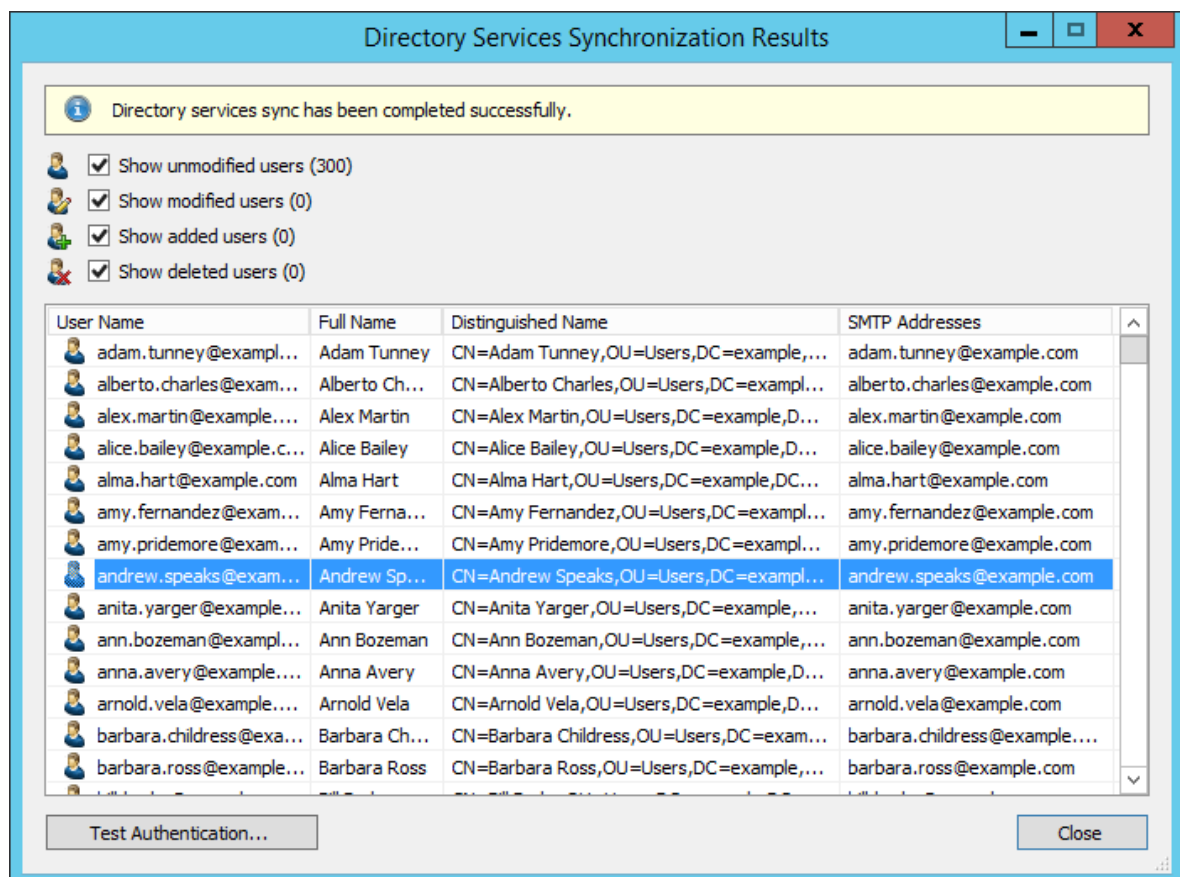 Directory Services Synchronization Results
Directory services sync has been completed successfully.
Show unmodified users (300)
Show modified users (0)
Show added users (0)
Show deleted users (0)
User Name Full Name Distinguished Name SMTP Addresses
adam.tunney@exampl... Adam Tunney CN=Adam Tunney,OU=Users,DC=example,... adam.tunney@example.com
alberto.charles@exam... Alberto Ch... CN=Alberto Charles,OU=Users,DC=exampl... alberto.charles@example.com
alex.martin@example.... Alex Martin CN=Alex Martin,OU=Users,DC=example,D... alex.martin@example.com
alice.bailey@example.c... Alice Bailey CN=Alice Bailey,OU=Users,DC=example,D... alice.bailey@example.com
alma.hart@example.com Alma Hart CN=Alma Hart,OU=Users,DC=example,DC... alma.hart@example.com
amy.fernandez@exam... Amy Ferna... CN=Amy Fernandez,OU=Users,DC=exampl... amy.fernandez@example.com
amy.pridemore@exam... Amy Pride... CN=Amy Pridemore,OU=Users,DC=exampl... amy.pridemore@example.com
andrew.speaks@exam... Andrew Sp... CN=Andrew Speaks,OU=Users,DC=exampl... andrew.speaks@example.com
anita.yarger@example... Anita Yarger CN=Anita Yarger,OU=Users,DC=example,... anita.yarger@example.com
ann.bozeman@exampl... Ann Bozeman CN=Ann Bozeman,OU=Users,DC=example,... ann.bozeman@example.com
anna.avery@example.... Anna Avery CN=Anna Avery,OU=Users,DC=example,D... anna.avery@example.com
arnold.vela@example.... Arnold Vela CN=Arnold Vela,OU=Users,DC=example,D... arnold.vela@example.com
barbara.childress@exa... Barbara Ch... CN=Barbara Childress,OU=Users,DC=exam... barbara.childress@example....
barbara.ross@example... Barbara Ross CN=Barbara Ross,OU=Users,DC=example,... barbara.ross@example.com
Test Authentication... Close